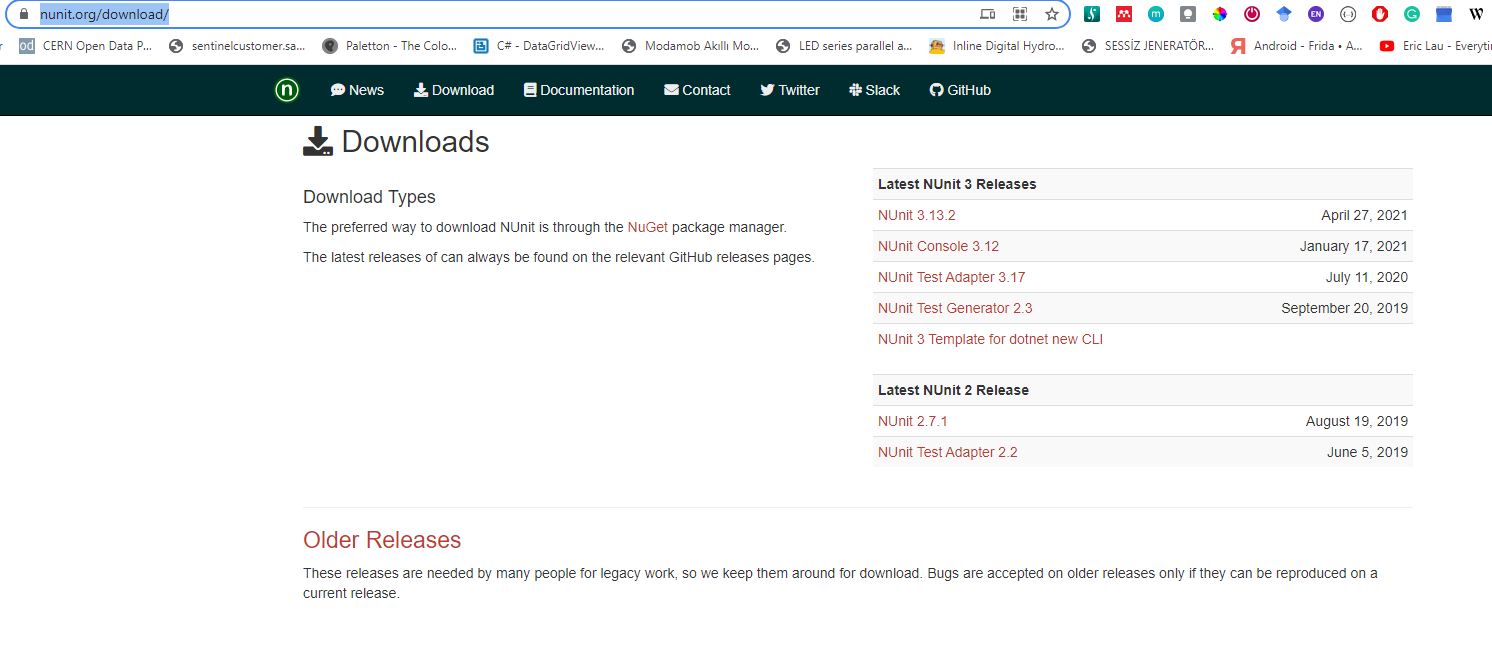 nunit.org/download/
CERN Open Data P... sentinelcustomer.sa... Paletton - The Colo... C# - DataGridView... Modamob Akıllı Mo... LED series parallel a... Inline Digital Hydro... SESSİZ JENERATÖR... Android - Frida • A... Eric Lau - Everyti
News Download Documentation Contact Twitter Slack GitHub
Downloads
Download Types
The preferred way to download NUnit is through the NuGet package manager.
The latest releases of can always be found on the relevant GitHub releases pages.
Latest NUnit 3 Releases
NUnit 3.13.2 April 27, 2021
NUnit Console 3.12 January 17, 2021
NUnit Test Adapter 3.17 July 11, 2020
NUnit Test Generator 2.3 September 20, 2019
NUnit 3 Template for dotnet new CLI
Latest NUnit 2 Release
NUnit 2.7.1 August 19, 2019
NUnit Test Adapter 2.2 June 5, 2019
Older Releases
These releases are needed by many people for legacy work, so we keep them around for download. Bugs are accepted on older releases only if they can be reproduced on a
current release.